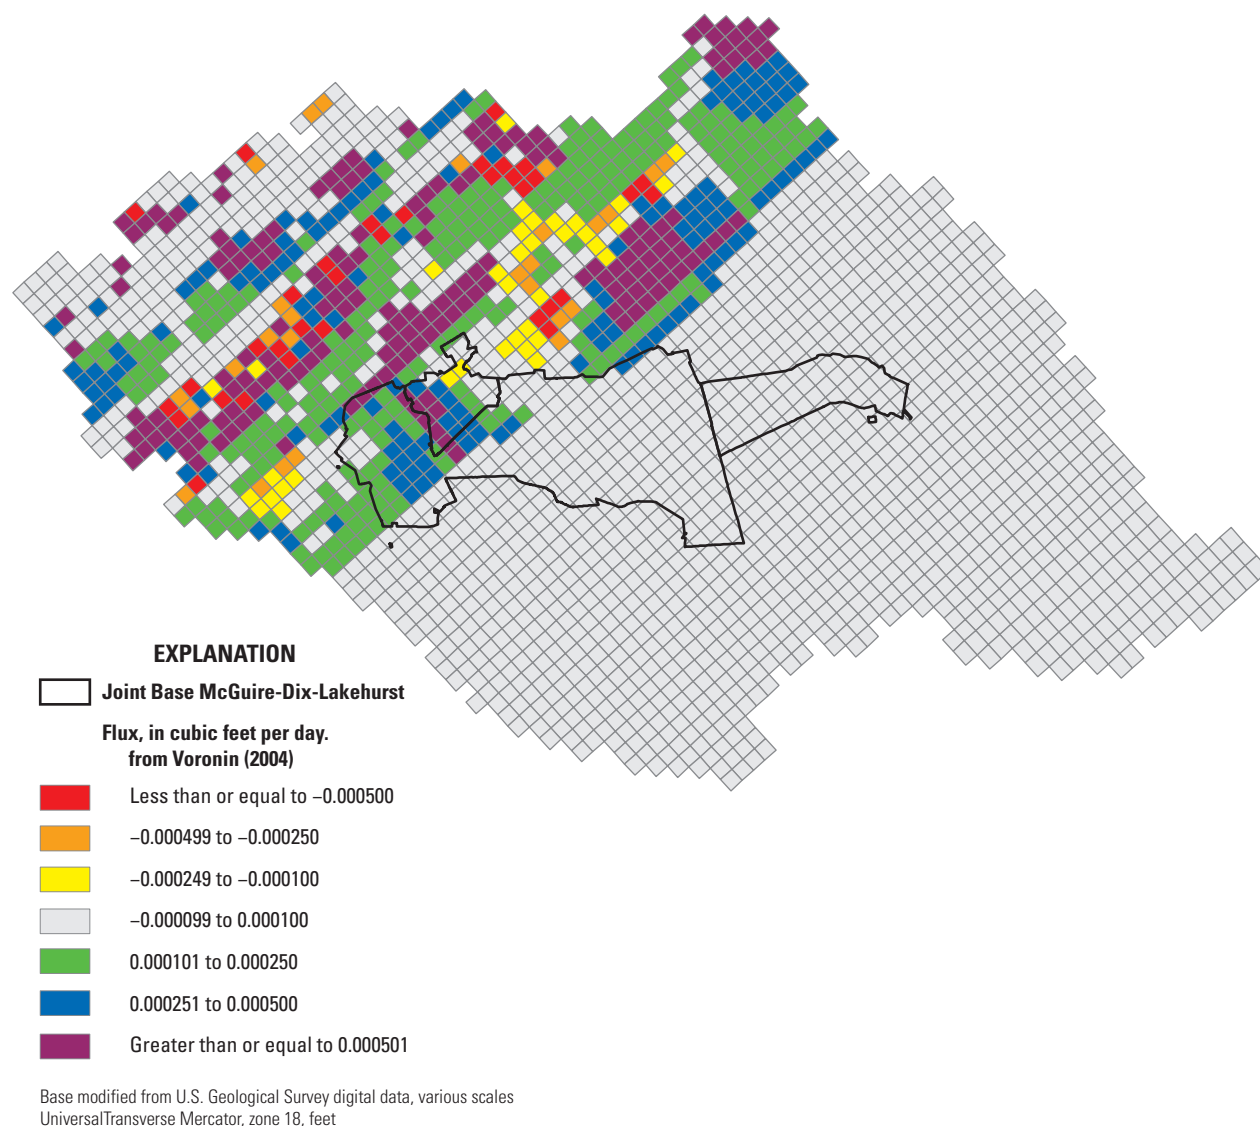 EXPLANATION
Joint Base McGuire-Dix-Lakehurst
Flux, in cubic feet per day.
from Voronin (2004)
Less than or equal to −0.000500
−0.000499 to −0.000250
−0.000249 to −0.000100
−0.000099 to 0.000100
0.000101 to 0.000250
0.000251 to 0.000500
Greater than or equal to 0.000501
Base modified from U.S. Geological Survey digital data, various scales
UniversalTransverse Mercator, zone 18, feet